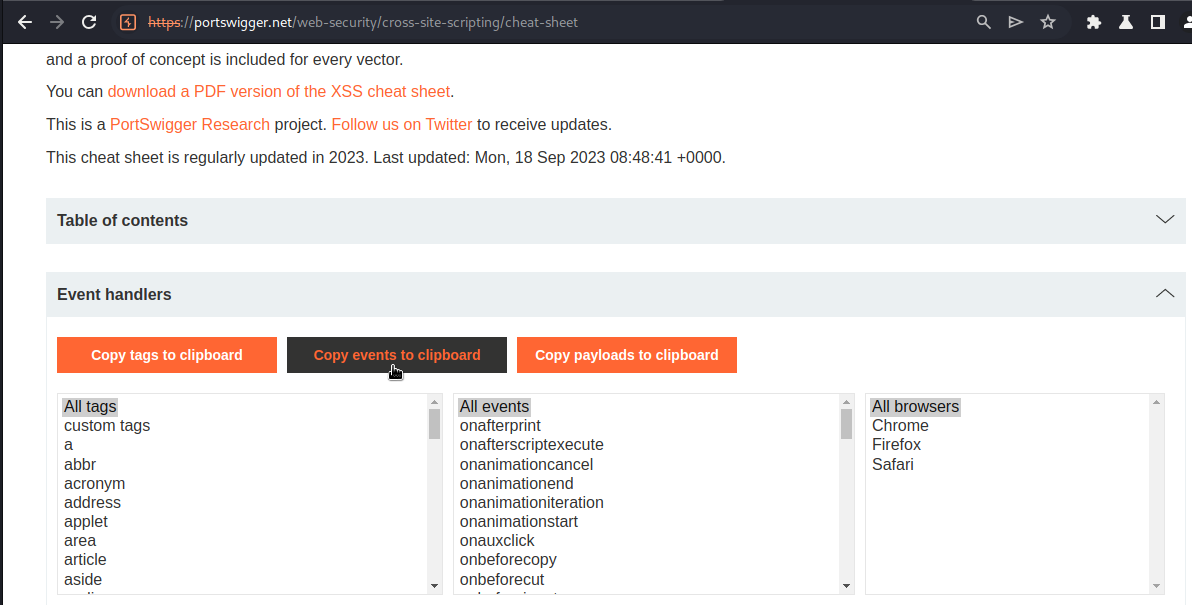 https://portswigger.net/web-security/cross-site-scripting/cheat-sheet
and a proof of concept is included for every vector.
You can download a PDF version of the XSS cheat sheet.
This is a PortSwigger Research project. Follow us on Twitter to receive updates.
This cheat sheet is regularly updated in 2023. Last updated: Mon, 18 Sep 2023 08:48:41 +0000.
Table of contents
Event handlers
Copy tags to clipboard
Copy events to clipboard
Copy payloads to clipboard
All tags
custom tags
a
abbr
acronym
address
applet
area
article
aside
All events
onafterprint
onafterscriptexecute
onanimationcancel
onanimationend
onanimationiteration
onanimationstart
onauxclick
onbeforecopy
onbeforecut
All browsers
Chrome
Firefox
Safari